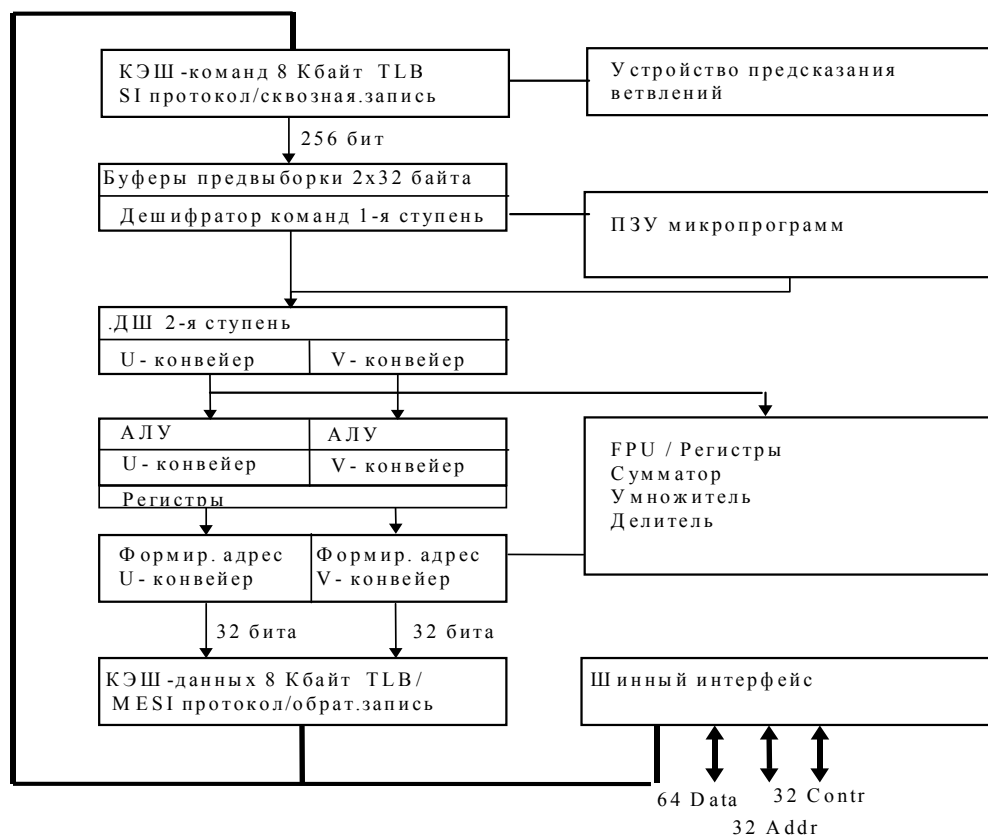 КЭШ-команд 8 Кбайт TLB
SI протокол/сквозная.запись
Устройство предсказания
ветвлений
256 бит
Буферы предвыборки 2x32 байта
Дешифратор команд 1-я ступень
ПЗУ микропрограмм
.ДШ 2-я ступень
U- конвейер
V- конвейер
АЛУ
АЛУ
U- конвейер
V- конвейер
Регистры
FPU / Регистры
Сумматор
Умножитель
Делитель
Формир. адрес
U- конвейер
Формир. адрес
V- конвейер
32 бита
32 бита
КЭШ-данных 8 Кбайт TLB/
MESI протокол/обрат.запись
Шинный интерфейс
64 Data
32 Contr
32 Addr